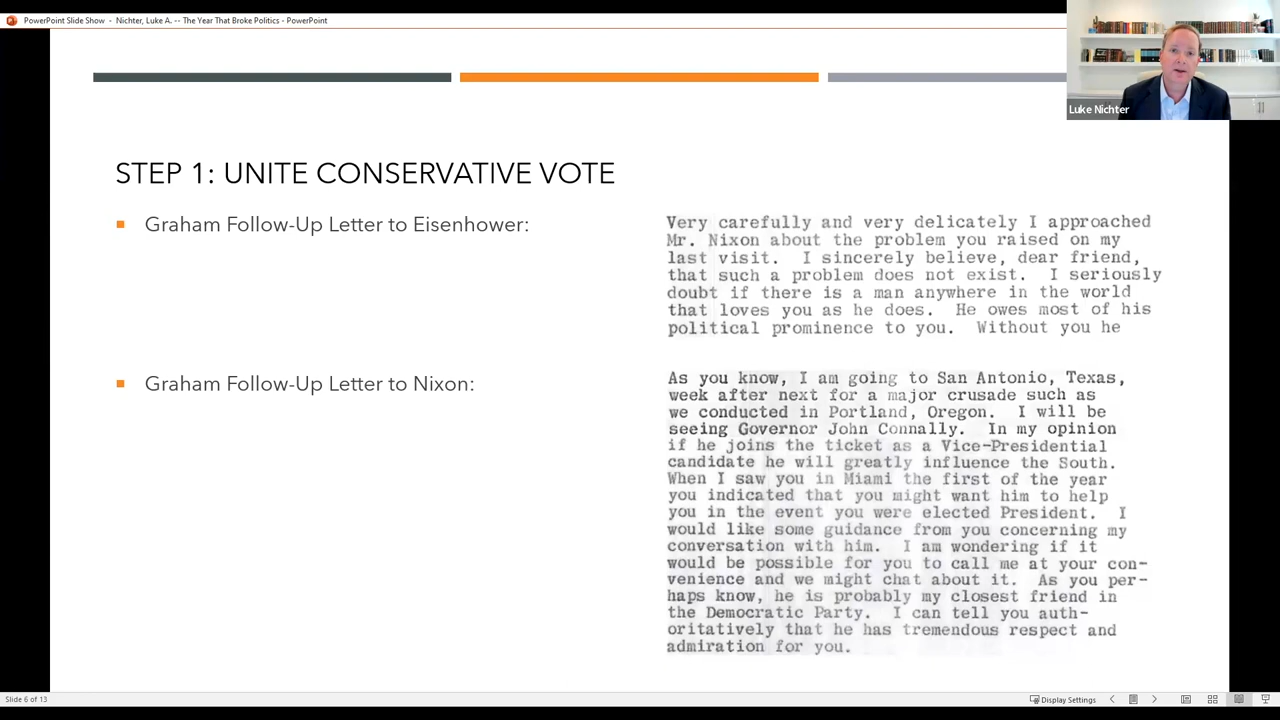 PowerPoint Slide Show - Nichter, Luke A. -- The Year That Broke Politics - PowerPoint
Luke Nichter
STEP 1: UNITE CONSERVATIVE VOTE
Graham Follow-Up Letter to Eisenhower:
Very carefully and very delicately I approached
Mr. Nixon about the problem you raised on my
last visit. I sincerely believe, dear friend,
that such a problem does not exist. I seriously
doubt if there is a man anywhere in the world
that loves you as he does. He owes most of his
political prominence to you. Without you he
Graham Follow-Up Letter to Nixon:
As you know, I am going to San Antonio, Texas,
week after next for a major crusade such as
we conducted in Portland, Oregon. I will be
seeing Governor John Connally. In my opinion
if he joins the ticket as a Vice-Presidential
candidate he will greatly influence the South.
When I saw you in Miami the first of the year
you indicated that you might want him to help
you in the event you were elected President. I
would like some guidance from you concerning my
conversation with him. I am wondering if it
would be possible for you to call me at your con-
venience and we might chat about it. As you per-
haps know, he is probably my closest friend in
the Democratic Party. I can tell you auth-
oritatively that he has tremendous respect and
admiration for you.
Slide 6 of 13
Display Settings